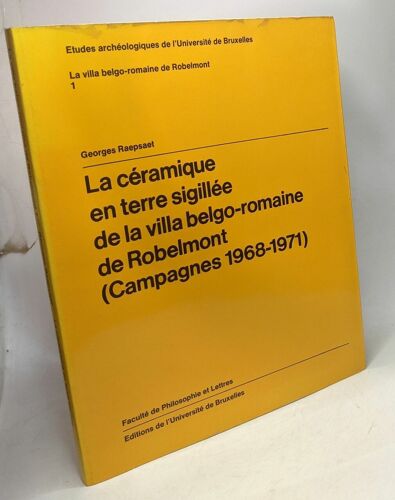 Etudes archéologiques de l'Université de Bruxelles
La villa belgo-romaine de Robelmont
1
Georges Raepsaet
La céramique
en terre sigillée
de la villa belgo-romaine
de Robelmont
(Campagnes 1968-1971)
Faculté de Philosophie et Lettres
Editions de l'Université de Bruxelles